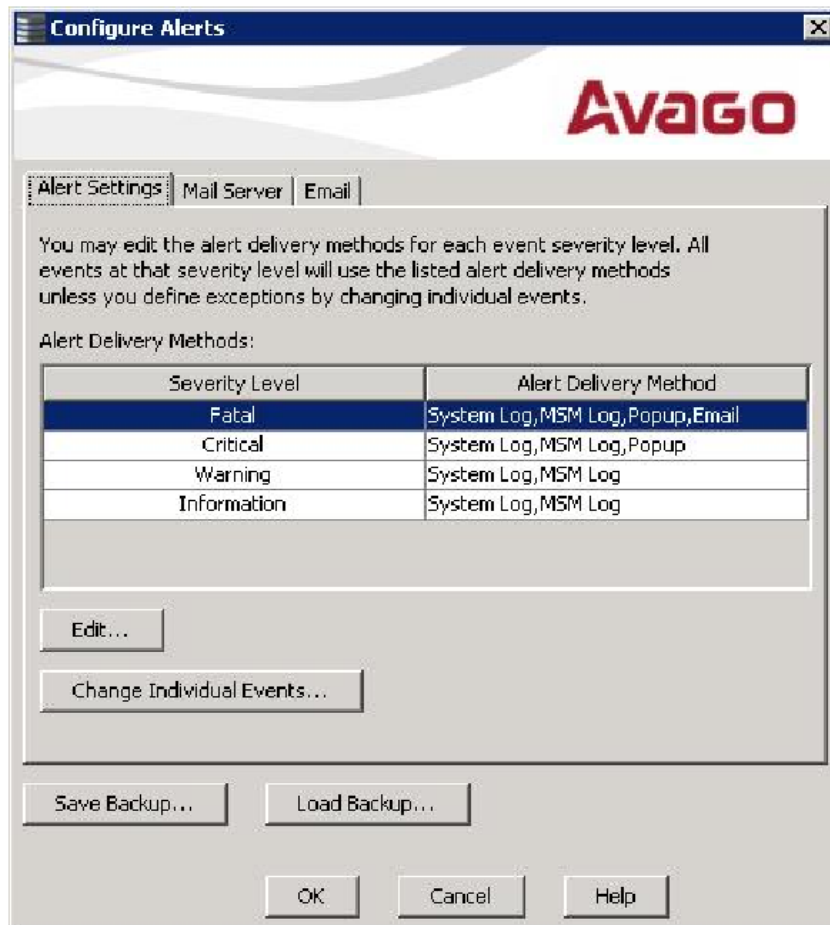 Configure Alerts
AVAGO
Alert Settings Mail Server Email
You may edit the alert delivery methods for each event severity level. All
events at that severity level will use the listed alert delivery methods
unless you define exceptions by changing individual events.
Alert Delivery Methods:
Severity Level Alert Delivery Method
Fatal System Log,MSM Log,Popup,Email
Critical System Log,MSM Log,Popup
Warning System Log,MSM Log
Information System Log,MSM Log
Edit...
Change Individual Events...
Save Backup... Load Backup...
OK Cancel Help